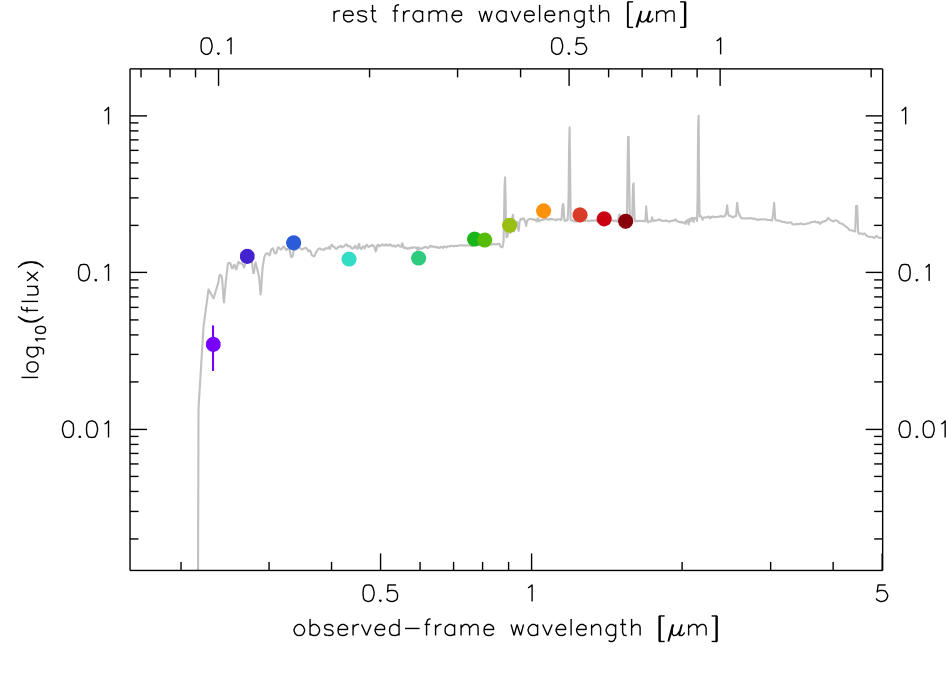 rest frame wavelength [μm]
0.1 0.5 1
1 1
0.1 0.1
0.01 0.01
log10(flux)
0.5 1 5
observed-frame wavelength [μm]